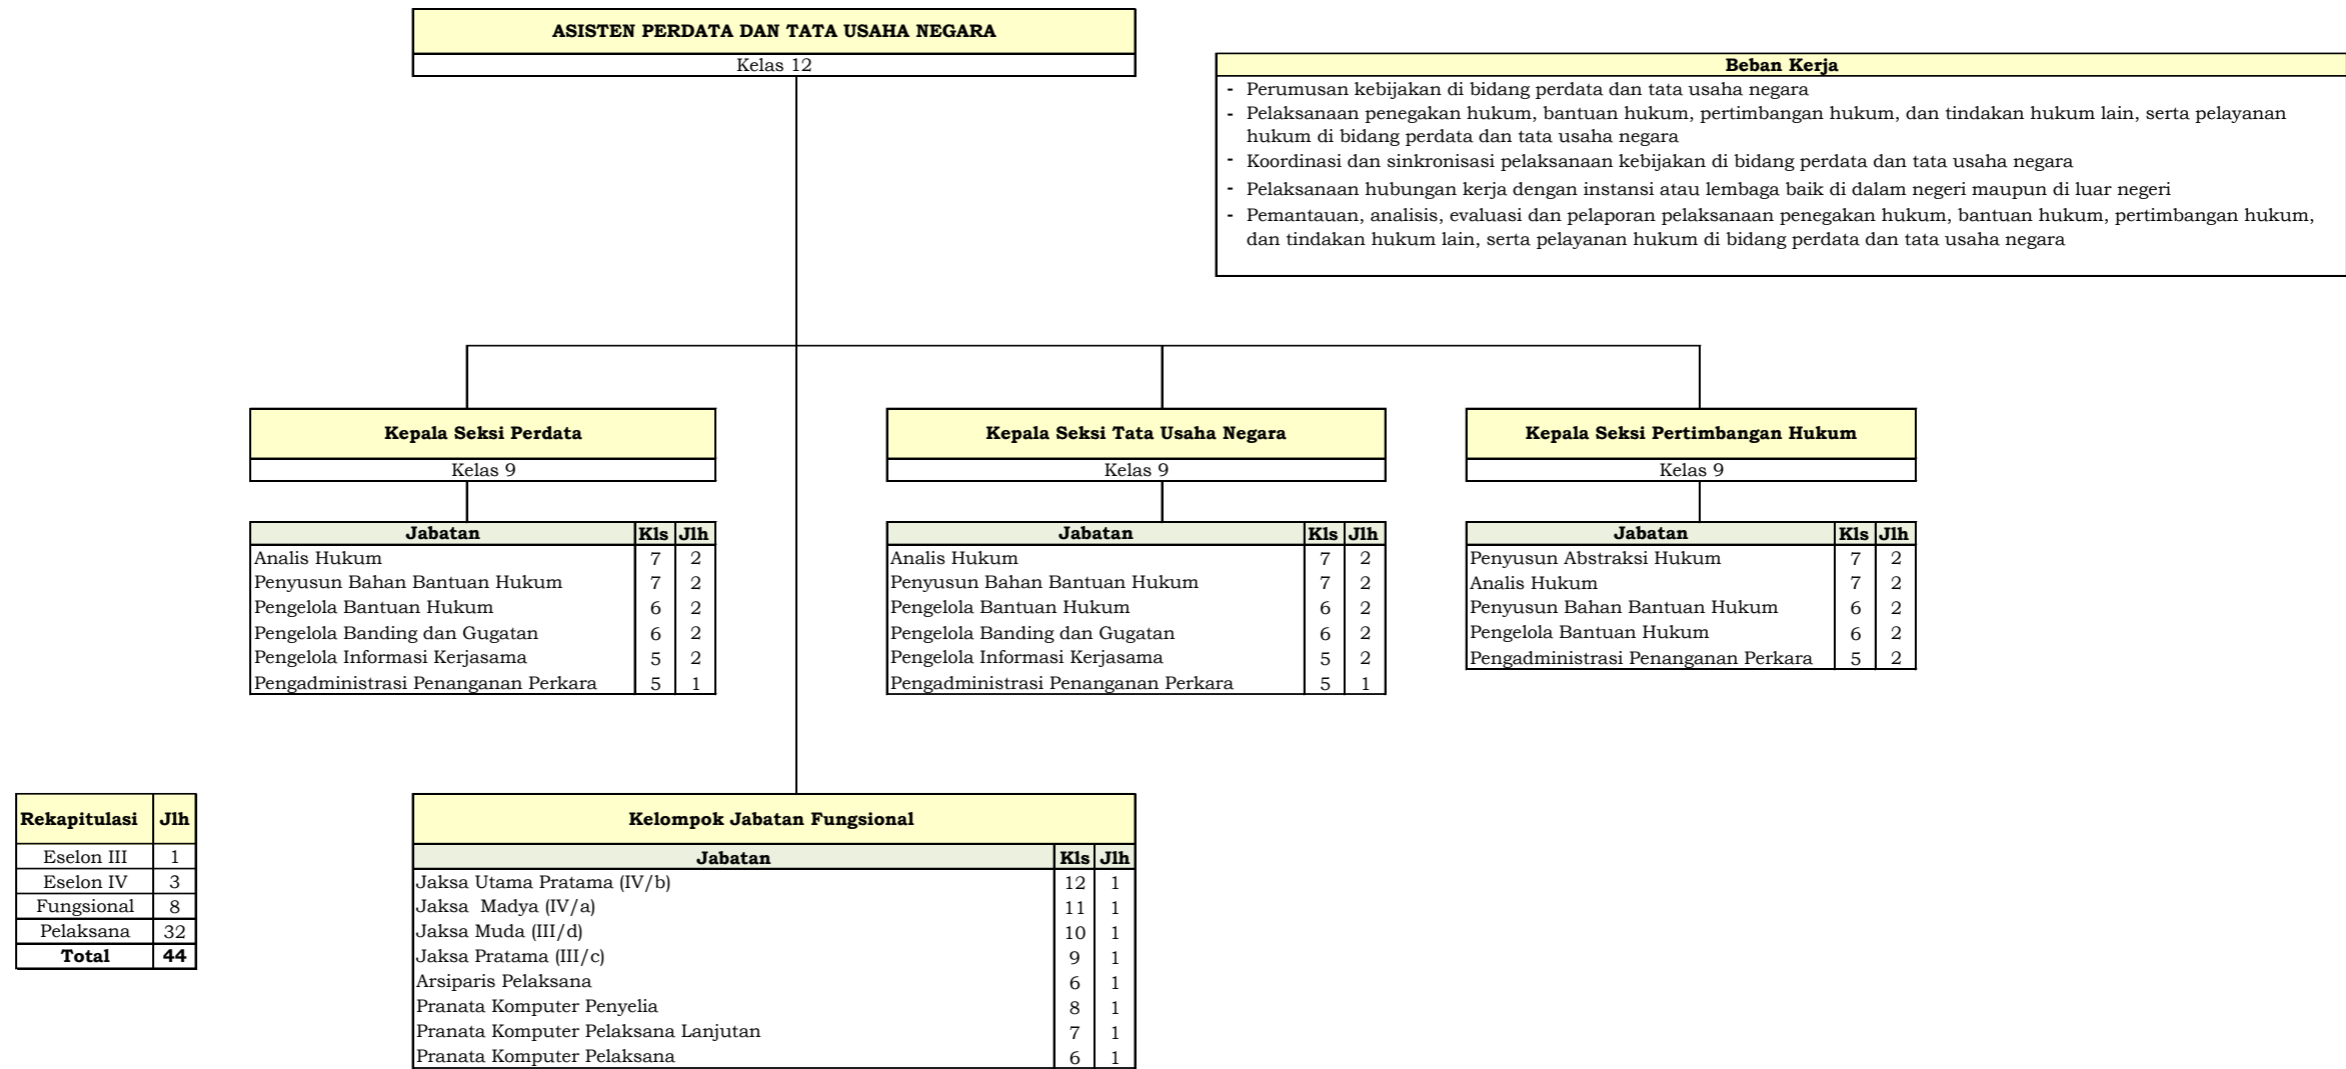 ASISTEN PERDATA DAN TATA USAHA NEGARA
Kelas 12
Beban Kerja
- Perumusan kebijakan di bidang perdata dan tata usaha negara
- Pelaksanaan penegakan hukum, bantuan hukum, pertimbangan hukum, dan tindakan hukum lain, serta pelayanan
hukum di bidang perdata dan tata usaha negara
- Koordinasi dan sinkronisasi pelaksanaan kebijakan di bidang perdata dan tata usaha negara
- Pelaksanaan hubungan kerja dengan instansi atau lembaga baik di dalam negeri maupun di luar negeri
- Pemantauan, analisis, evaluasi dan pelaporan pelaksanaan penegakan hukum, bantuan hukum, pertimbangan hukum,
dan tindakan hukum lain, serta pelayanan hukum di bidang perdata dan tata usaha negara
Kepala Seksi Perdata
Kelas 9
Jabatan Kls Jlh
Analis Hukum 7 2
Penyusun Bahan Bantuan Hukum 7 2
Pengelola Bantuan Hukum 6 2
Pengelola Banding dan Gugatan 6 2
Pengelola Informasi Kerjasama 5 2
Pengadministrasi Penanganan Perkara 5 1
Kepala Seksi Tata Usaha Negara
Kelas 9
Jabatan Kls Jlh
Analis Hukum 7 2
Penyusun Bahan Bantuan Hukum 7 2
Pengelola Bantuan Hukum 6 2
Pengelola Banding dan Gugatan 6 2
Pengelola Informasi Kerjasama 5 2
Pengadministrasi Penanganan Perkara 5 1
Kepala Seksi Pertimbangan Hukum
Kelas 9
Jabatan Kls Jlh
Penyusun Abstraksi Hukum 7 2
Analis Hukum 7 2
Penyusun Bahan Bantuan Hukum 6 2
Pengelola Bantuan Hukum 6 2
Pengadministrasi Penanganan Perkara 5 2
Rekapitulasi Jlh
Eselon III 1
Eselon IV 3
Fungsional 8
Pelaksana 32
Total 44
Kelompok Jabatan Fungsional
Jabatan Kls Jlh
Jaksa Utama Pratama (IV/b) 12 1
Jaksa Madya (IV/a) 11 1
Jaksa Muda (III/d) 10 1
Jaksa Pratama (III/c) 9 1
Arsiparis Pelaksana 6 1
Pranata Komputer Penyelia 8 1
Pranata Komputer Pelaksana Lanjutan 7 1
Pranata Komputer Pelaksana 6 1